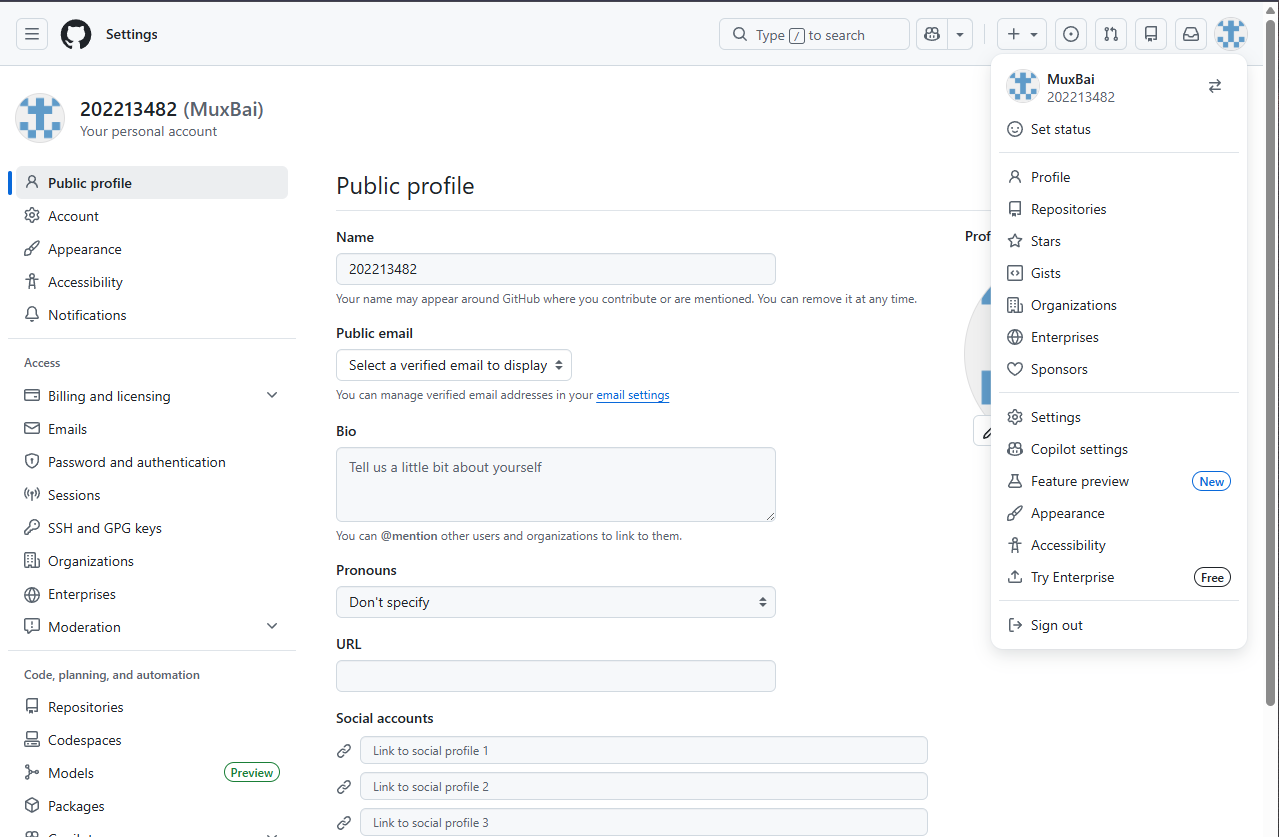 Settings
Type / to search
202213482 (MuxBai)
Your personal account
Public profile
Account
Appearance
Accessibility
Notifications
Access
Billing and licensing
Emails
Password and authentication
Sessions
SSH and GPG keys
Organizations
Enterprises
Moderation
Code, planning, and automation
Repositories
Codespaces
Models Preview
Packages
Public profile
Name
202213482
Your name may appear around GitHub where you contribute or are mentioned. You can remove it at any time.
Public email
Select a verified email to display
You can manage verified email addresses in your email settings
Bio
Tell us a little bit about yourself
You can @mention other users and organizations to link to them.
Pronouns
Don't specify
URL
Social accounts
Link to social profile 1
Link to social profile 2
Link to social profile 3
MuxBai
202213482
Set status
Profile
Repositories
Stars
Gists
Organizations
Enterprises
Sponsors
Settings
Copilot settings
Feature preview New
Appearance
Accessibility
Try Enterprise Free
Sign out